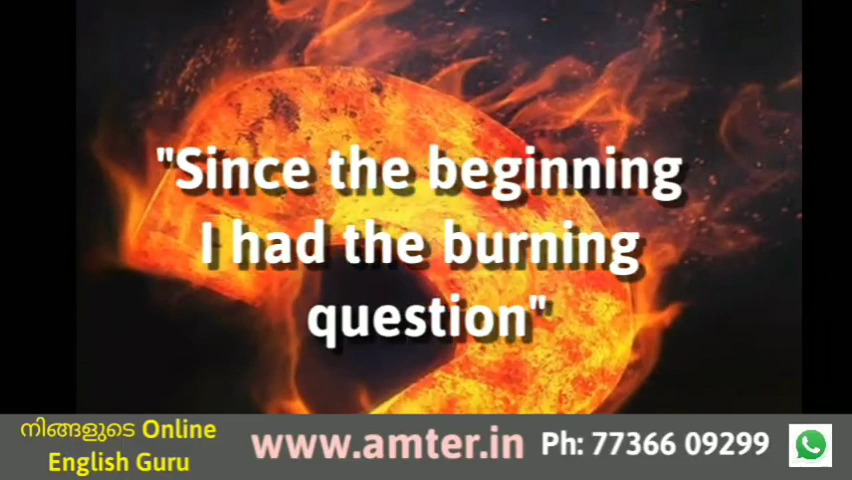 "Since the beginning
I had the burning
question"
നിങ്ങളുടെ Online
English Guru
www.amter.in
Ph: 77366 09299